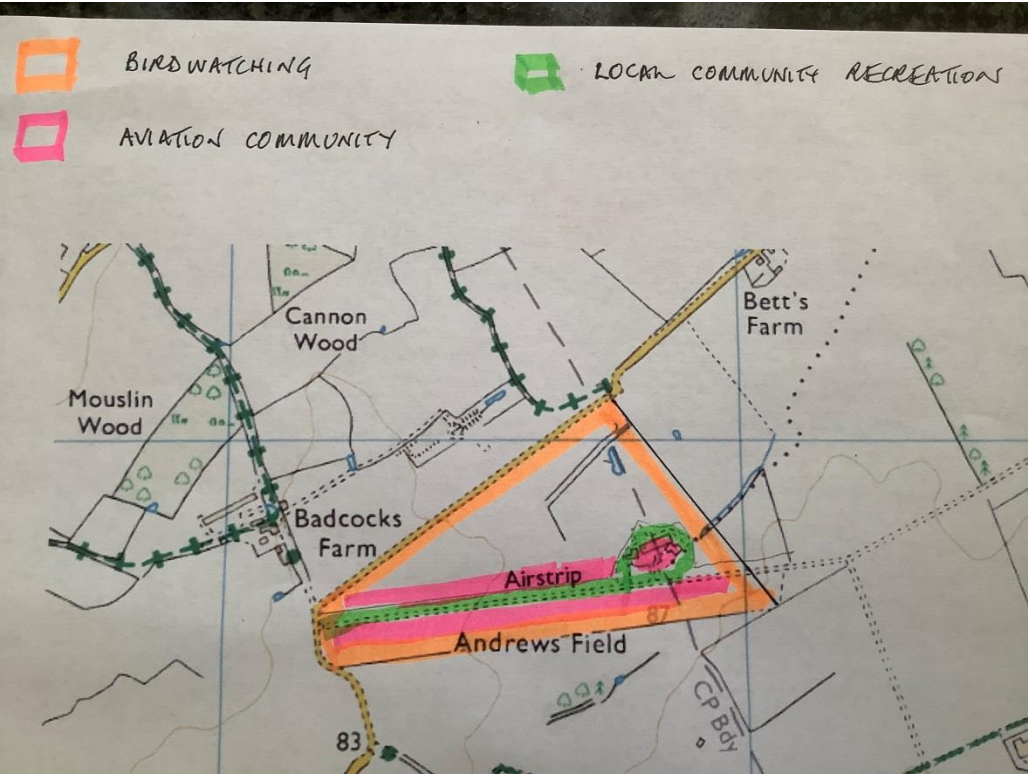 BIRDWATCHING
LOCAL COMMUNITY RECREATION
AVIATION COMMUNITY
Cannon
Wood
Bett's
Farm
Mouslin
Wood
Badcocks
Farm
Airstrip
87
Andrews Field
CP Bdy
83